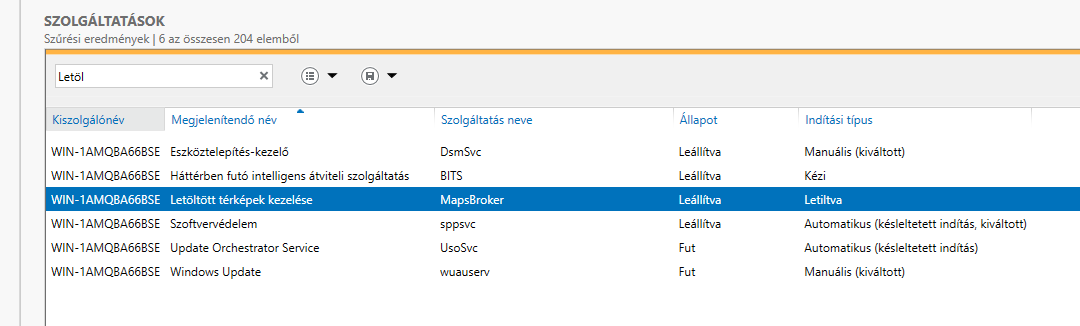 SZOLGÁLTATÁSOK
Szűrési eredmények | 6 az összesen 204 elemből
Letöl
Kiszolgálónév Megjelenítendő név Szolgáltatás neve Állapot Indítási típus
WIN-1AMQBA66BSE Eszköztelepítés-kezelő DsmSvc Leállítva Manuális (kiváltott)
WIN-1AMQBA66BSE Háttérben futó intelligens átviteli szolgáltatás BITS Leállítva Kézi
WIN-1AMQBA66BSE Letöltött térképek kezelése MapsBroker Leállítva Letiltva
WIN-1AMQBA66BSE Szoftvervédelem sppsvc Leállítva Automatikus (késleltetett indítás, kiváltott)
WIN-1AMQBA66BSE Update Orchestrator Service UsoSvc Fut Automatikus (késleltetett indítás)
WIN-1AMQBA66BSE Windows Update wuauserv Fut Manuális (kiváltott)